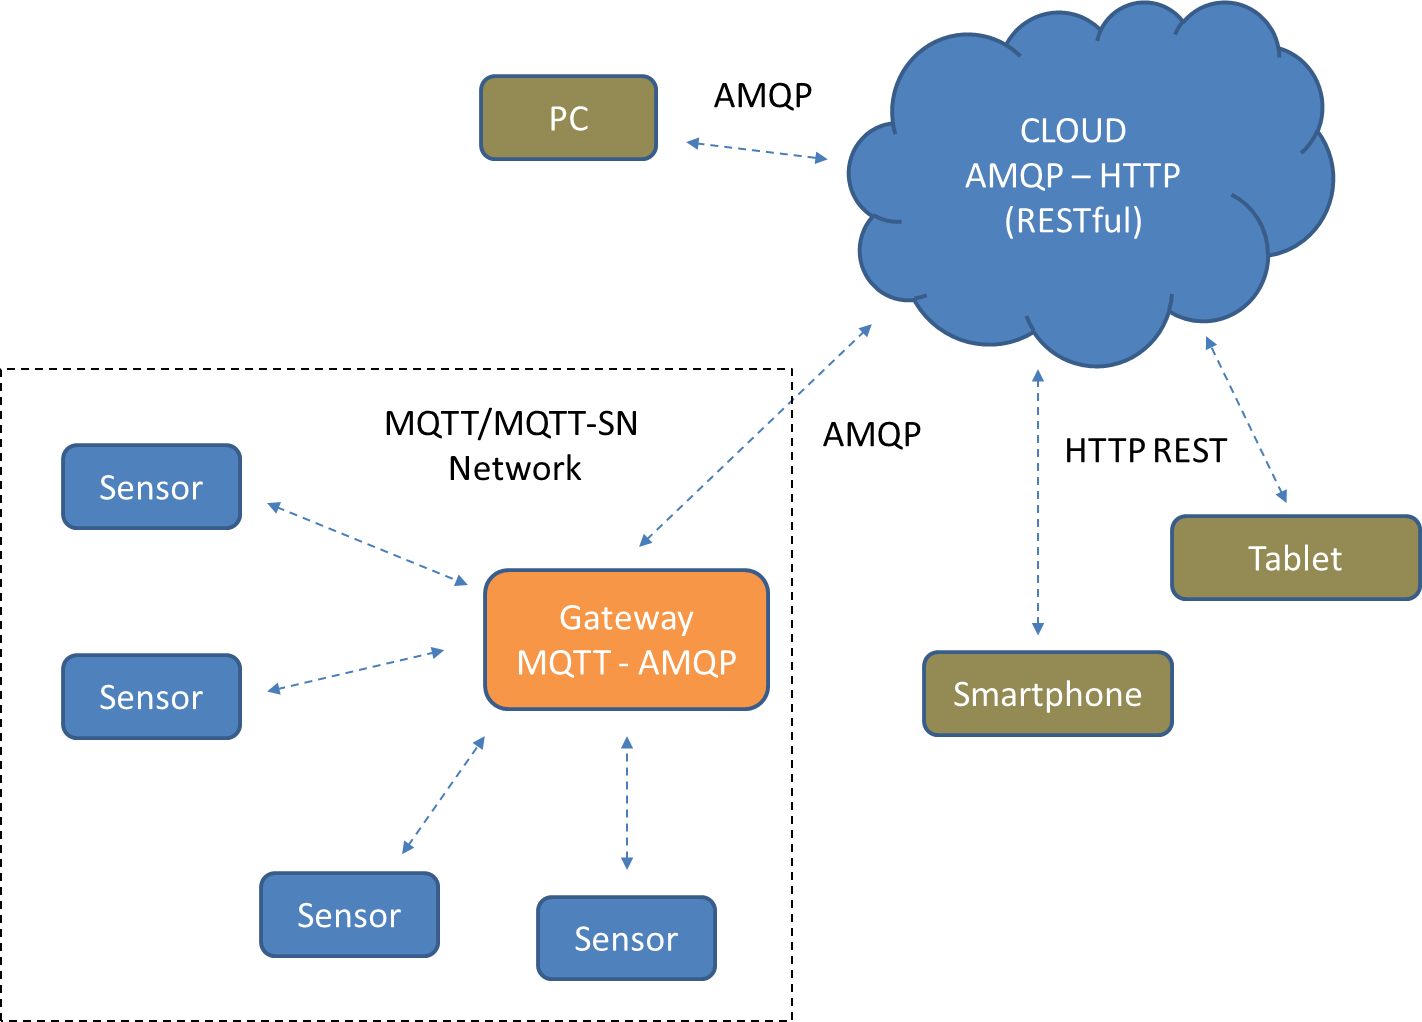 PC
AMQP
CLOUD
AMQP – HTTP
(RESTful)
MQTT/MQTT-SN
Network
AMQP
HTTP REST
Sensor
Tablet
Gateway
MQTT - AMQP
Sensor
Smartphone
Sensor
Sensor